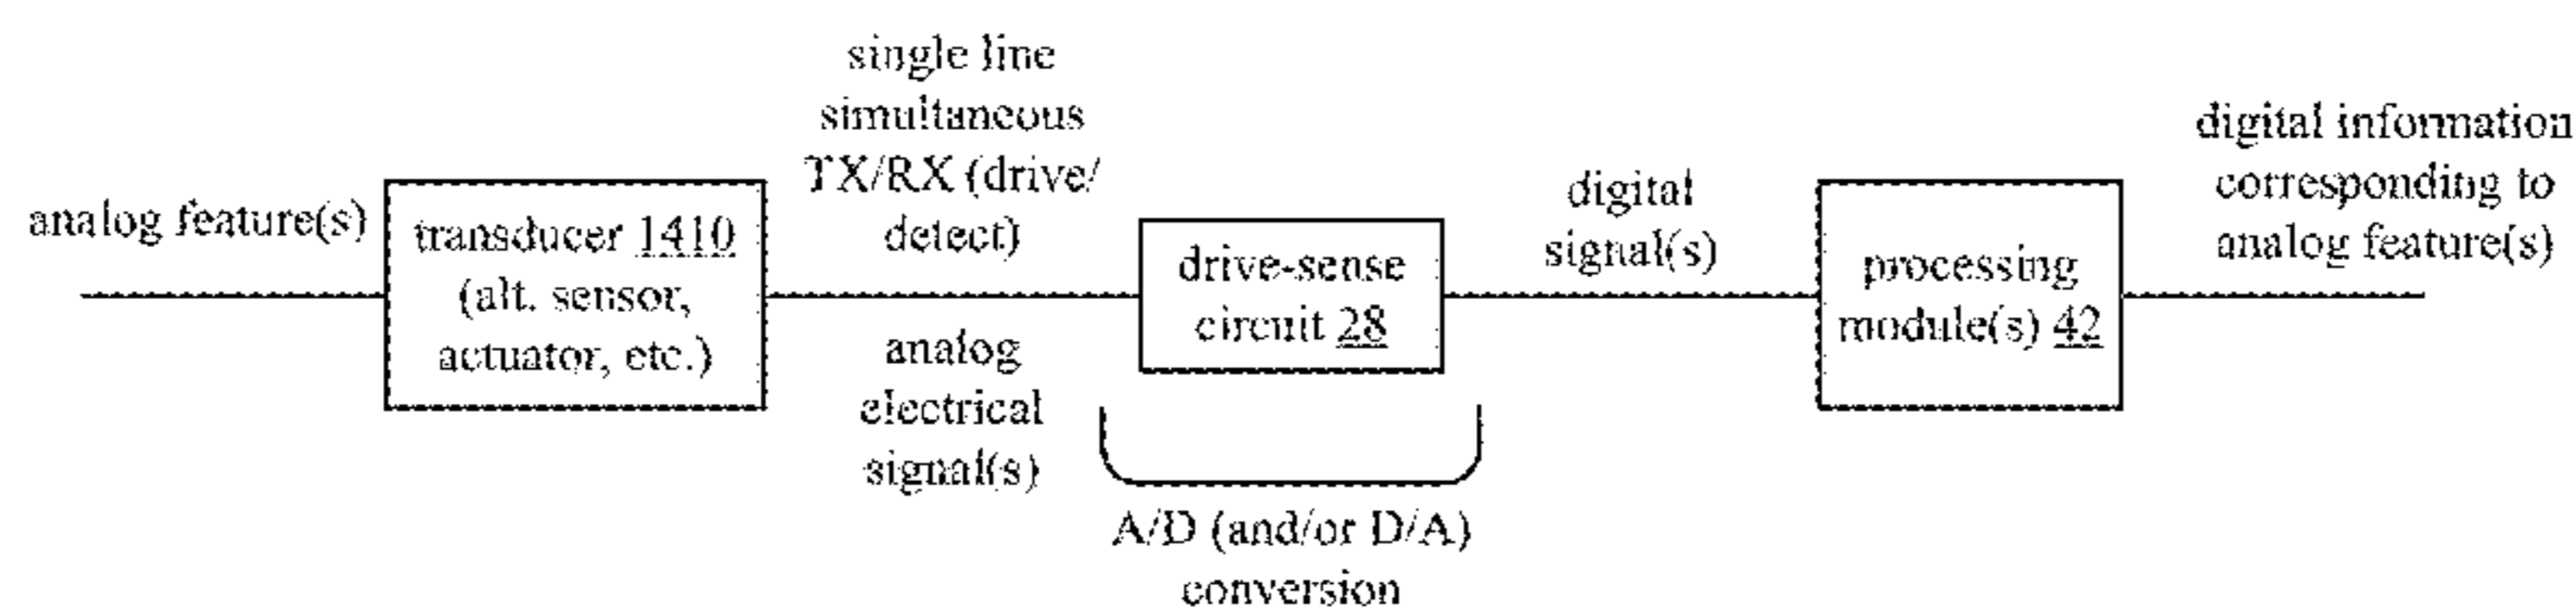 analog feature(s)
transducer 1410
(alt. sensor,
actuator, etc.)
single line
simultaneous
TX/RX (drive/
detect)
analog
electrical
signal(s)
drive-sense
circuit 28
A/D (and/or D/A)
conversion
digital
signal(s)
processing
module(s) 42
digital information
corresponding to
analog feature(s)